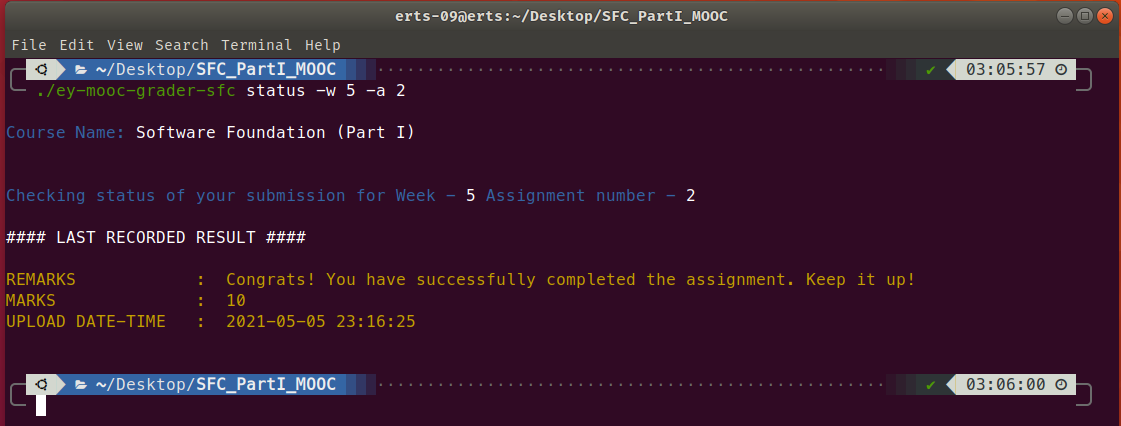 erts-09@erts:~/Desktop/SFC_PartI_MOOC
File Edit View Search Terminal Help
~/Desktop/SFC_PartI_MOOC ✔ 03:05:57
./ey-mooc-grader-sfc status -w 5 -a 2
Course Name: Software Foundation (Part I)
Checking status of your submission for Week - 5 Assignment number - 2
#### LAST RECORDED RESULT ####
REMARKS : Congrats! You have successfully completed the assignment. Keep it up!
MARKS : 10
UPLOAD DATE-TIME : 2021-05-05 23:16:25
~/Desktop/SFC_PartI_MOOC ✔ 03:06:00